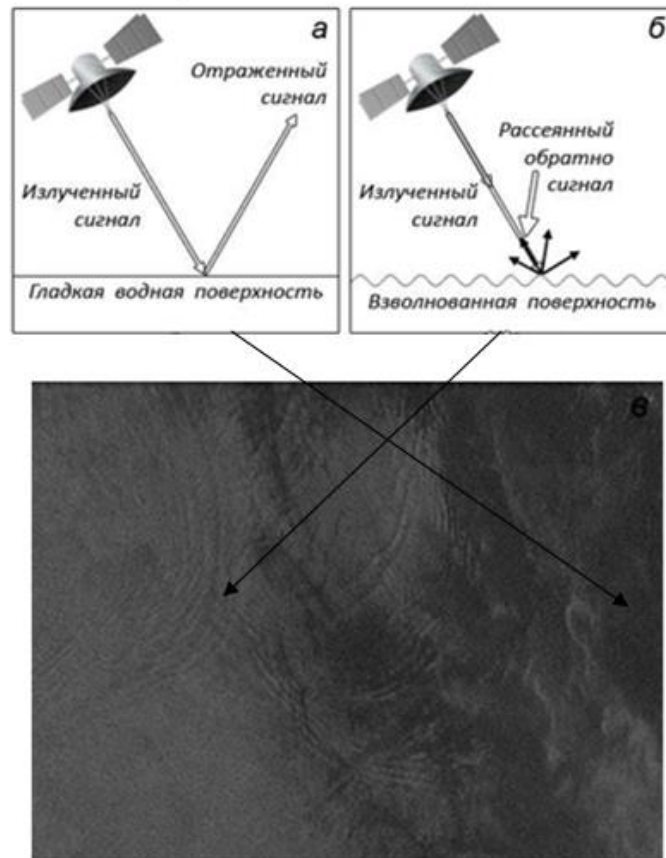 а
Отраженный
сигнал
Излученный
сигнал
Гладкая водная поверхность
б
Рассеянный
обратно
сигнал
Излученный
сигнал
Взволнованная поверхность
в